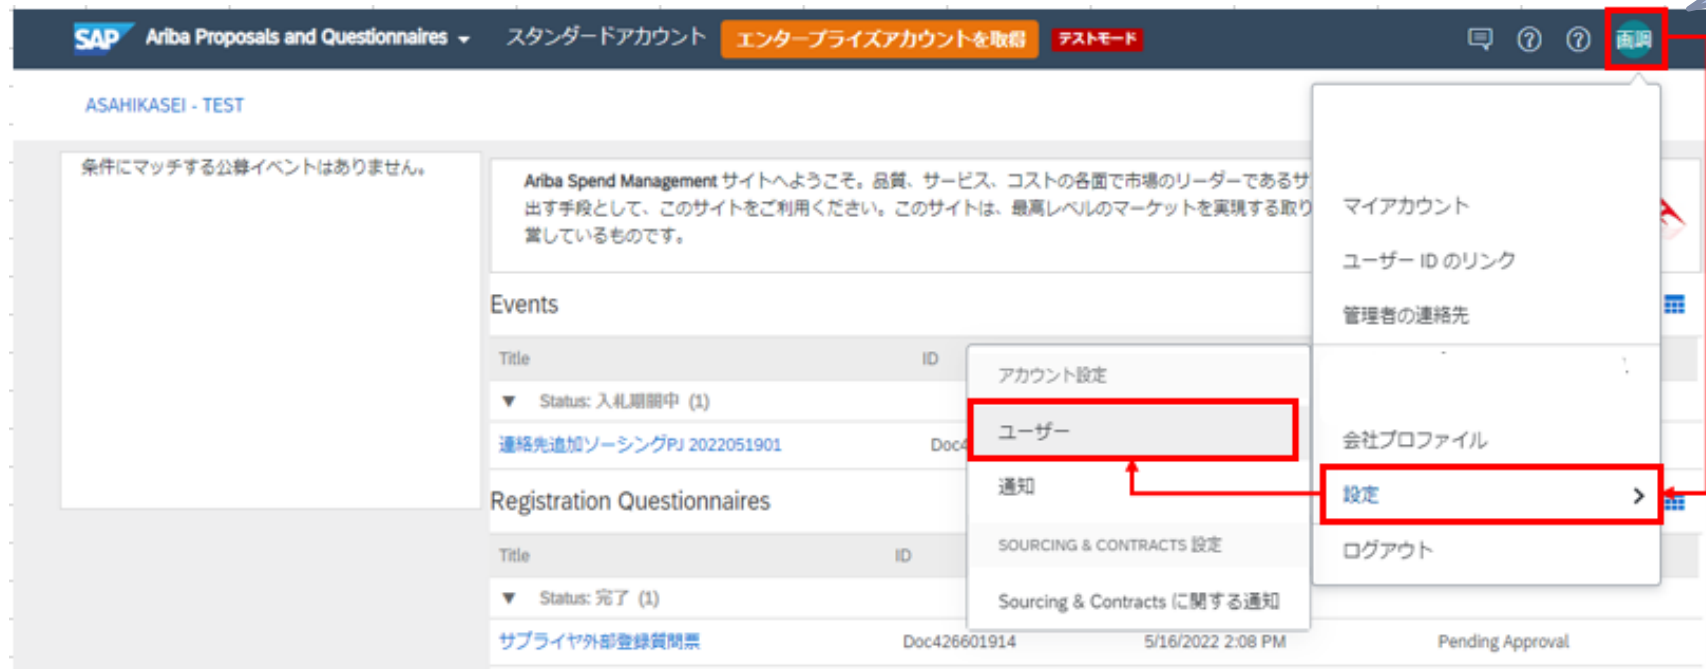 SAP Ariba Proposals and Questionnaires スタンダードアカウント エンタープライズアカウントを取得 テストモード 画調
ASAHIKASEI - TEST
条件にマッチする公募イベントはありません。
Ariba Spend Management サイトへようこそ。品質、サービス、コストの各面で市場のリーダーであるサ
出す手段として、このサイトをご利用ください。このサイトは、最高レベルのマーケットを実現する取り
営しているものです。
マイアカウント
ユーザー ID のリンク
管理者の連絡先
会社プロファイル
設定
ログアウト
Events
Title ID
Status: 入札期間中 (1)
連絡先追加ソーシングPJ 2022051901 Doc4
アカウント設定
ユーザー
通知
SOURCING & CONTRACTS 設定
Sourcing & Contracts に関する通知
Registration Questionnaires
Title ID
Status: 完了 (1)
サプライヤ外部登録質問票 Doc426601914 5/16/2022 2:08 PM Pending Approval